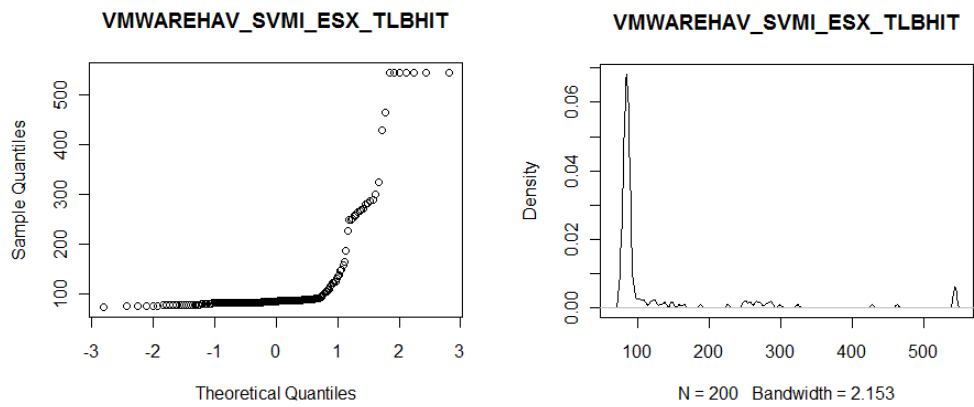 VMWAREHAV_SVMI_ESX_TLBHIT
Sample Quantiles
500
400
300
200
100
-3 -2 -1 0 1 2 3
Theoretical Quantiles
VMWAREHAV_SVMI_ESX_TLBHIT
Density
0.06
0.04
0.02
0.00
100 200 300 400 500
N = 200 Bandwidth = 2.153